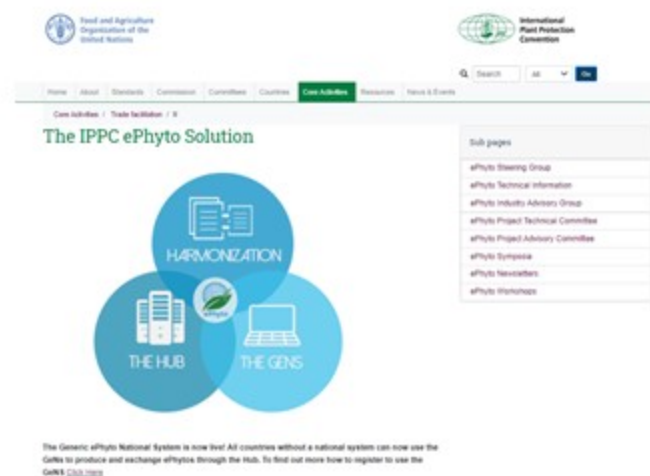 Food and Agriculture
Organization of the
United Nations
International
Plant Protection
Convention
Search
All
Go
Home About Standards Commission Committees Countries Core Activities Resources News & Events
Core Activities / Trade facilitation /
The IPPC ePhyto Solution
HARMONIZATION
ePhyto
THE HUB
THE GENS
Sub pages
ePhyto Steering Group
ePhyto Technical Information
ePhyto Industry Advisory Group
ePhyto Project Technical Committee
ePhyto Project Advisory Committee
ePhyto Symposia
ePhyto Newsletters
ePhyto Workshops
The Generic ePhyto National System is now live! All countries without a national system can now use the
GeNs to produce and exchange ePhytos through the Hub. To find out more how to register to use the
GeNS Click Here